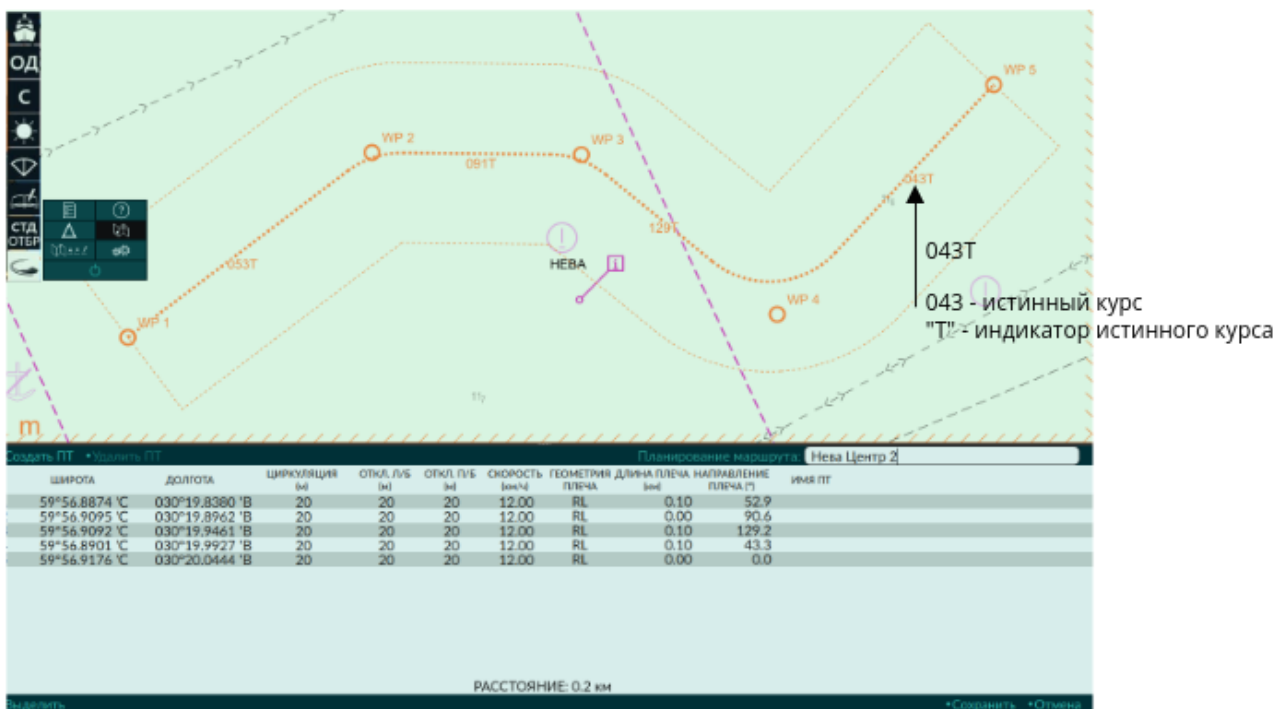 ОД
С
СТД
ОТБР
WP 1
WP 2
WP 3
WP 4
WP 5
053T
091T
129T
043T
НЕВА
i
11₂
m
043T
043 - истинный курс
"Т" - индикатор истинного курса
Создать ПТ •Удалить ПТ
Планирование маршрута: Нева Центр 2
ШИРОТА ДОЛГОТА ЦИРКУЛЯЦИЯ (м) ОТКЛ. Л/Б (м) ОТКЛ. П/Б (м) СКОРОСТЬ (км/ч) ГЕОМЕТРИЯ ПЛЕЧА ДЛИНА ПЛЕЧА (км) НАПРАВЛЕНИЕ ПЛЕЧА (°) ИМЯ ПТ
59°56.8874 'С 030°19.8380 'В 20 20 20 12.00 RL 0.10 52.9
59°56.9095 'С 030°19.8962 'В 20 20 20 12.00 RL 0.00 90.6
59°56.9092 'С 030°19.9461 'В 20 20 20 12.00 RL 0.10 129.2
59°56.8901 'С 030°19.9927 'В 20 20 20 12.00 RL 0.10 43.3
59°56.9176 'С 030°20.0444 'В 20 20 20 12.00 RL 0.00 0.0
РАССТОЯНИЕ: 0.2 км
Выделить
•Сохранить •Отмена